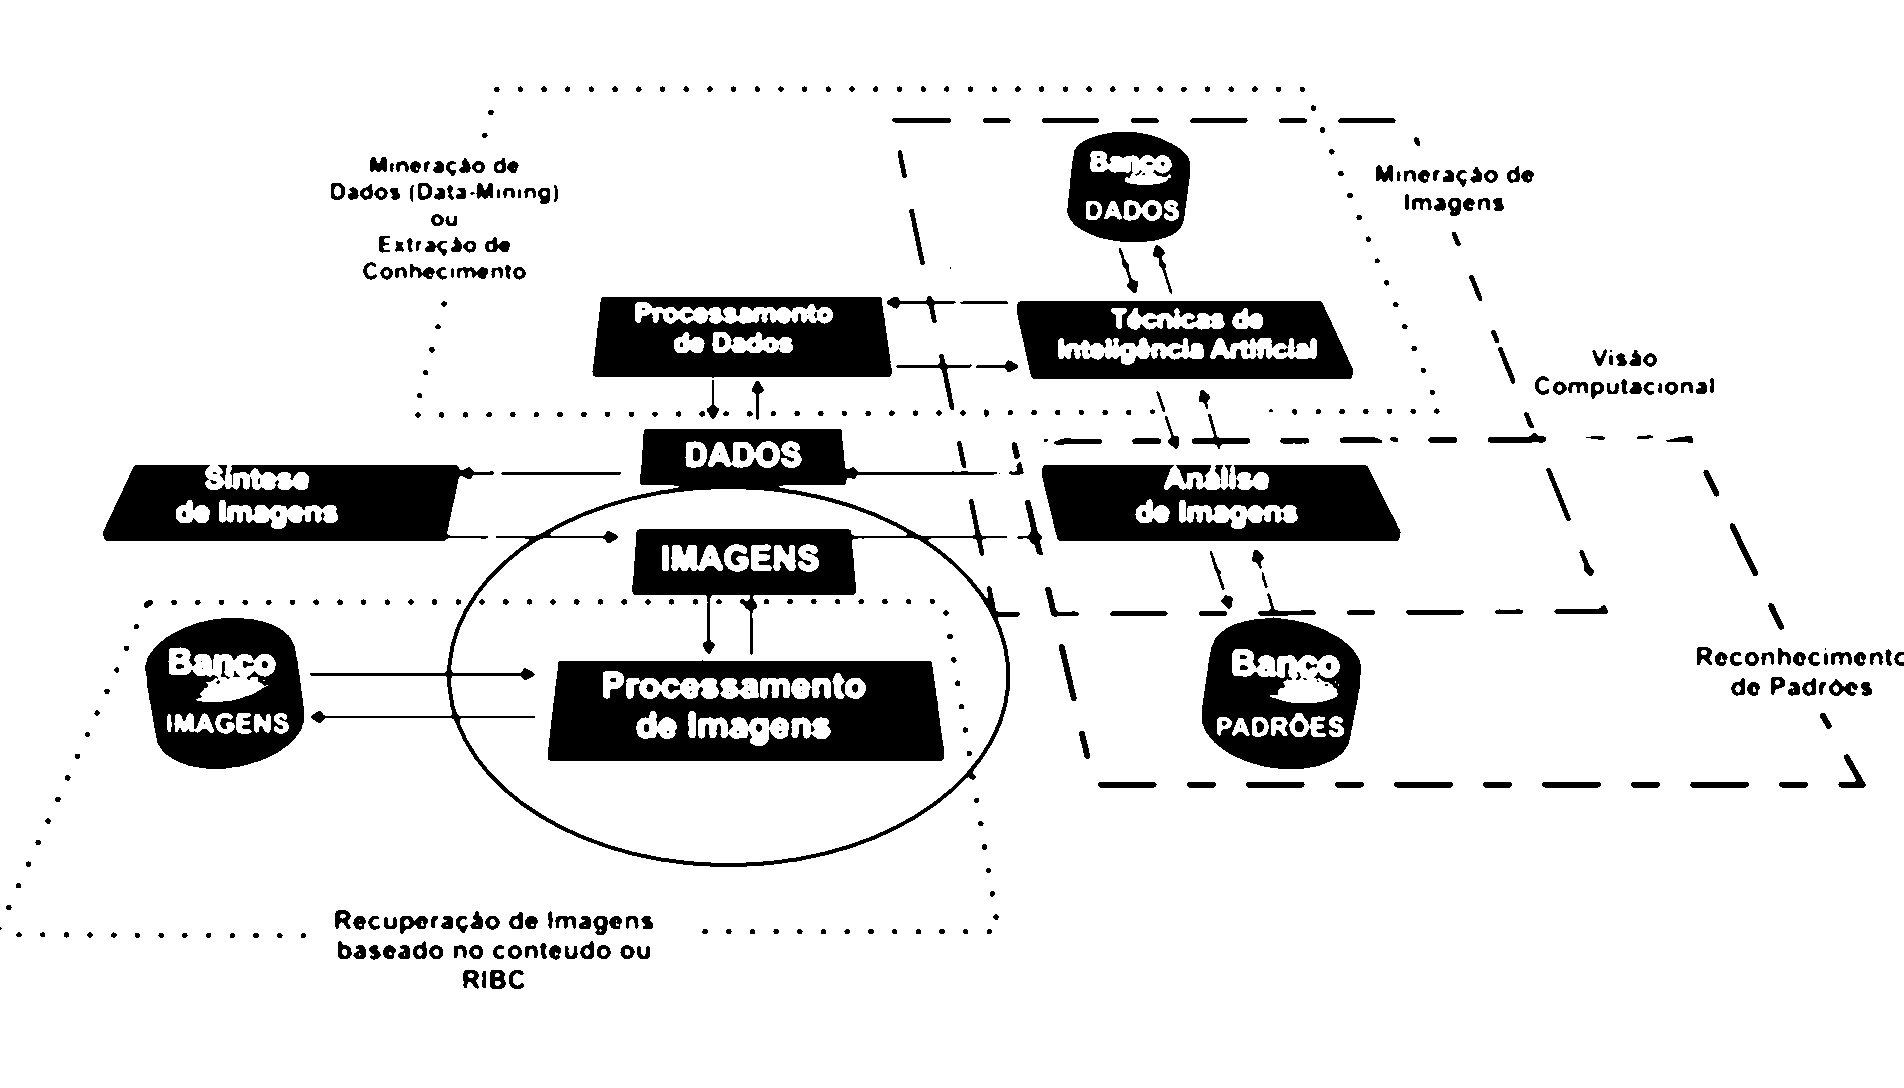 Mineração de
Dados (Data-Mining)
ou
Extração de
Conhecimento
Banco
DADOS
Mineração de
Imagens
Processamento
de Dados
Técnicas de
Inteligência Artificial
Visão
Computacional
DADOS
Síntese
de Imagens
Análise
de Imagens
IMAGENS
Banco
IMAGENS
Processamento
de Imagens
Banco
PADRÕES
Reconhecimento
de Padrões
Recuperação de Imagens
baseado no conteudo ou
RIBC